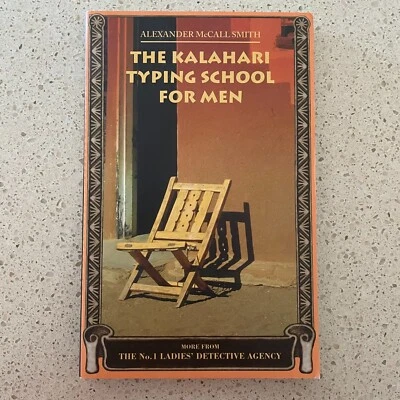 ALEXANDER McCALL SMITH
THE KALAHARI
TYPING SCHOOL
FOR MEN
MORE FROM
THE No.1 LADIES' DETECTIVE AGENCY